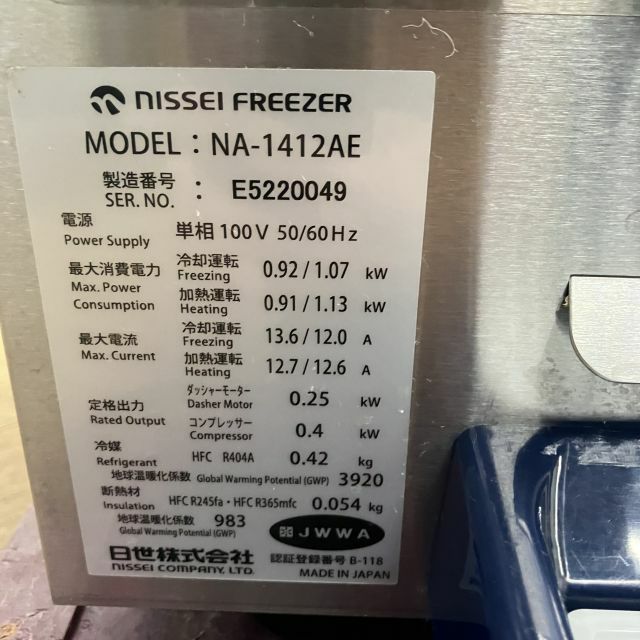 NISSEI FREEZER
MODEL : NA-1412AE
製造番号
SER. NO. : E5220049
電源
Power Supply 単相 100V 50/60Hz
最大消費電力 冷却運転
Max. Power Freezing 0.92 / 1.07 kW
Consumption 加熱運転
Heating 0.91 / 1.13 kW
最大電流 冷却運転
Max. Current Freezing 13.6 / 12.0 A
加熱運転
Heating 12.7 / 12.6 A
定格出力 ダッシャーモーター
Rated Output Dasher Motor 0.25 kW
コンプレッサー
Compressor 0.4 kW
冷媒
Refrigerant HFC R404A 0.42 kg
地球温暖化係数 Global Warming Potential (GWP) 3920
断熱材
Insulation HFC R245fa・HFC R365mfc 0.054 kg
地球温暖化係数 983
Global Warming Potential (GWP)
JWWA
日世株式会社 認証登録番号 B-118
NISSEI COMPANY, LTD. MADE IN JAPAN